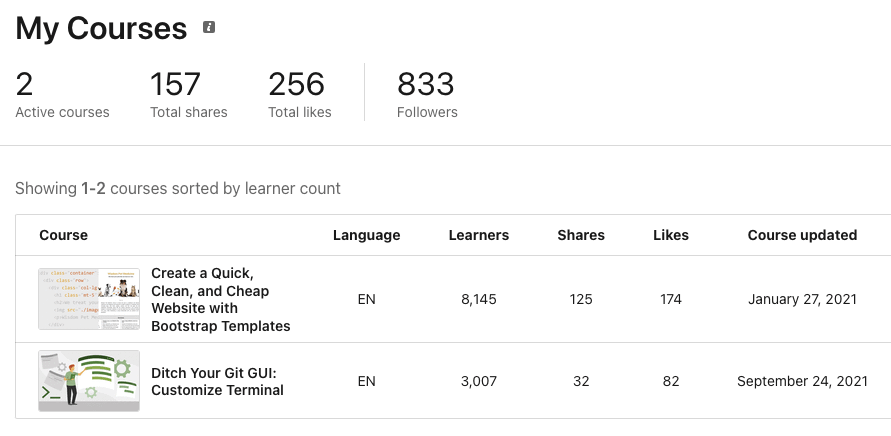 My Courses
2
157
256
833
Active courses
Total shares
Total likes
Followers
Showing 1-2 courses sorted by learner count
Course
Language
Learners
Shares
Likes
Course updated
Create a Quick,
Clean, and Cheap
Website with
Bootstrap Templates
EN
8,145
125
174
January 27, 2021
Ditch Your Git GUI:
Customize Terminal
EN
3,007
32
82
September 24, 2021